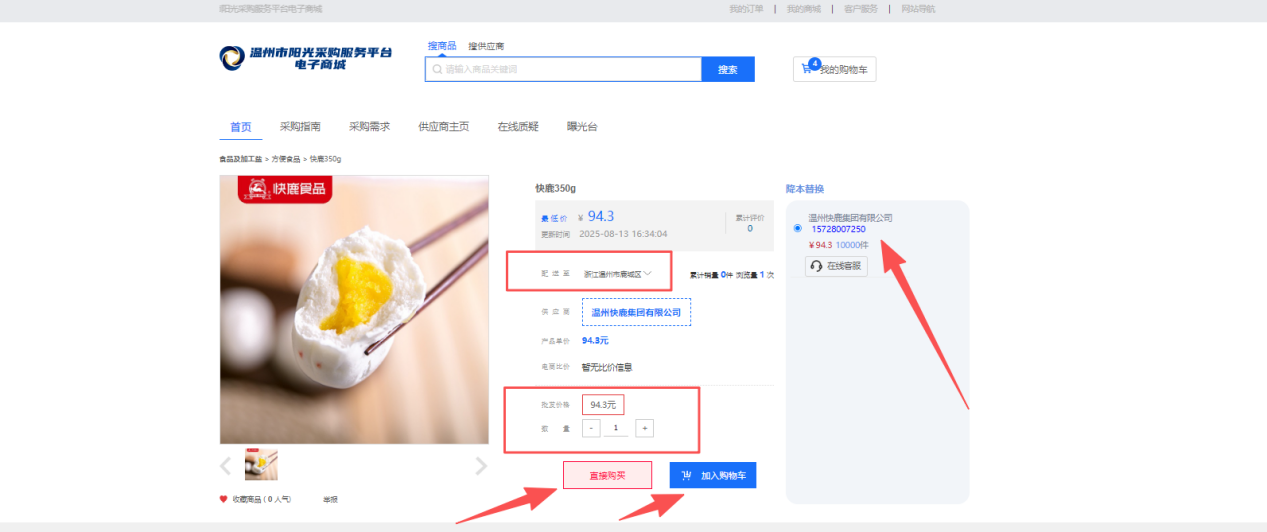 阳光采购服务平台电子商城
我的订单 | 我的商城 | 客户服务 | 网站导航
温州市阳光采购服务平台
电子商城
搜商品 搜供应商
请输入商品关键词
搜索
4
我的购物车
首页 采购指南 采购需求 供应商主页 在线质疑 曝光台
食品及加工盐 > 方便食品 > 快鹿350g
快鹿食品
快鹿350g
最低价 ¥ 94.3
更新时间 2025-08-13 16:34:04
累计评价
0
配送至 浙江温州市鹿城区
累计销量 0件 浏览量 1 次
供应商 温州快鹿集团有限公司
产品单价 94.3元
电商比价 暂无比价信息
批发价格 94.3元
数量 - 1 +
直接购买
加入购物车
收藏商品 ( 0 人气) 举报
降本替换
温州快鹿集团有限公司
15728007250
¥94.3 10000件
在线客服